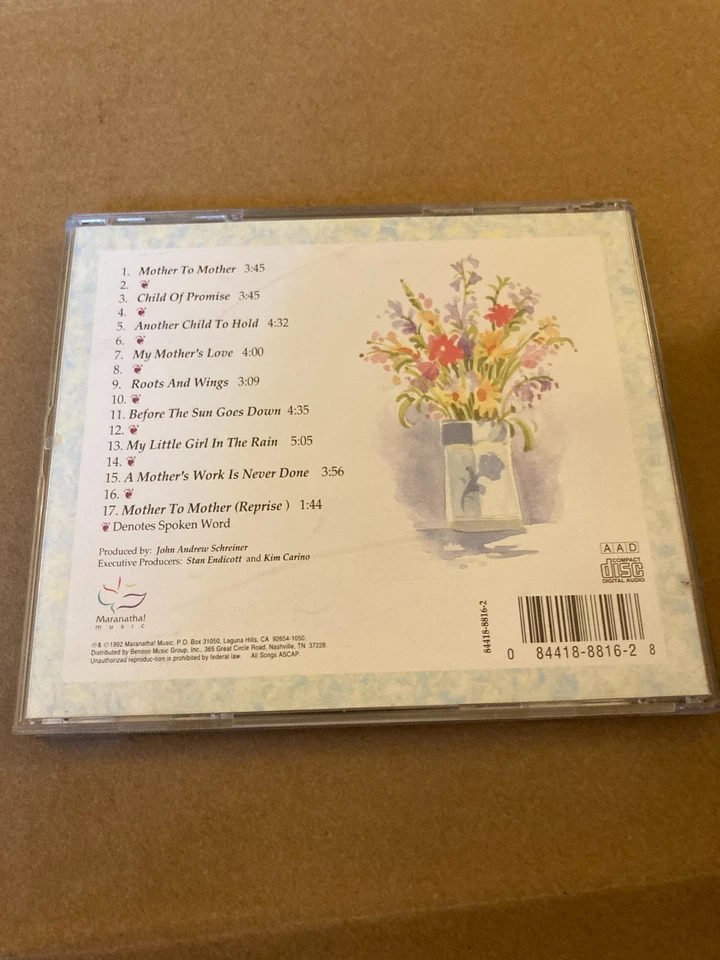 1. Mother To Mother 3:45
2. ❦
3. Child Of Promise 3:45
4. ❦
5. Another Child To Hold 4:32
6. ❦
7. My Mother's Love 4:00
8. ❦
9. Roots And Wings 3:09
10. ❦
11. Before The Sun Goes Down 4:35
12. ❦
13. My Little Girl In The Rain 5:05
14. ❦
15. A Mother's Work Is Never Done 3:56
16. ❦
17. Mother To Mother (Reprise ) 1:44
❦ Denotes Spoken Word
Produced by: John Andrew Schreiner
Executive Producers: Stan Endicott and Kim Carino
Maranatha!
music
℗& ©1992 Maranatha! Music, P.O. Box 31050, Laguna Hills, CA 92654-1050.
Distributed by Benson Music Group, Inc., 365 Great Circle Road, Nashville, TN 37228.
Unauthorized reproduc-tion is prohibited by federal law. All Songs ASCAP.
AAD
COMPACT
disc
DIGITAL AUDIO
84418-8816-2
0 84418-8816-2 8